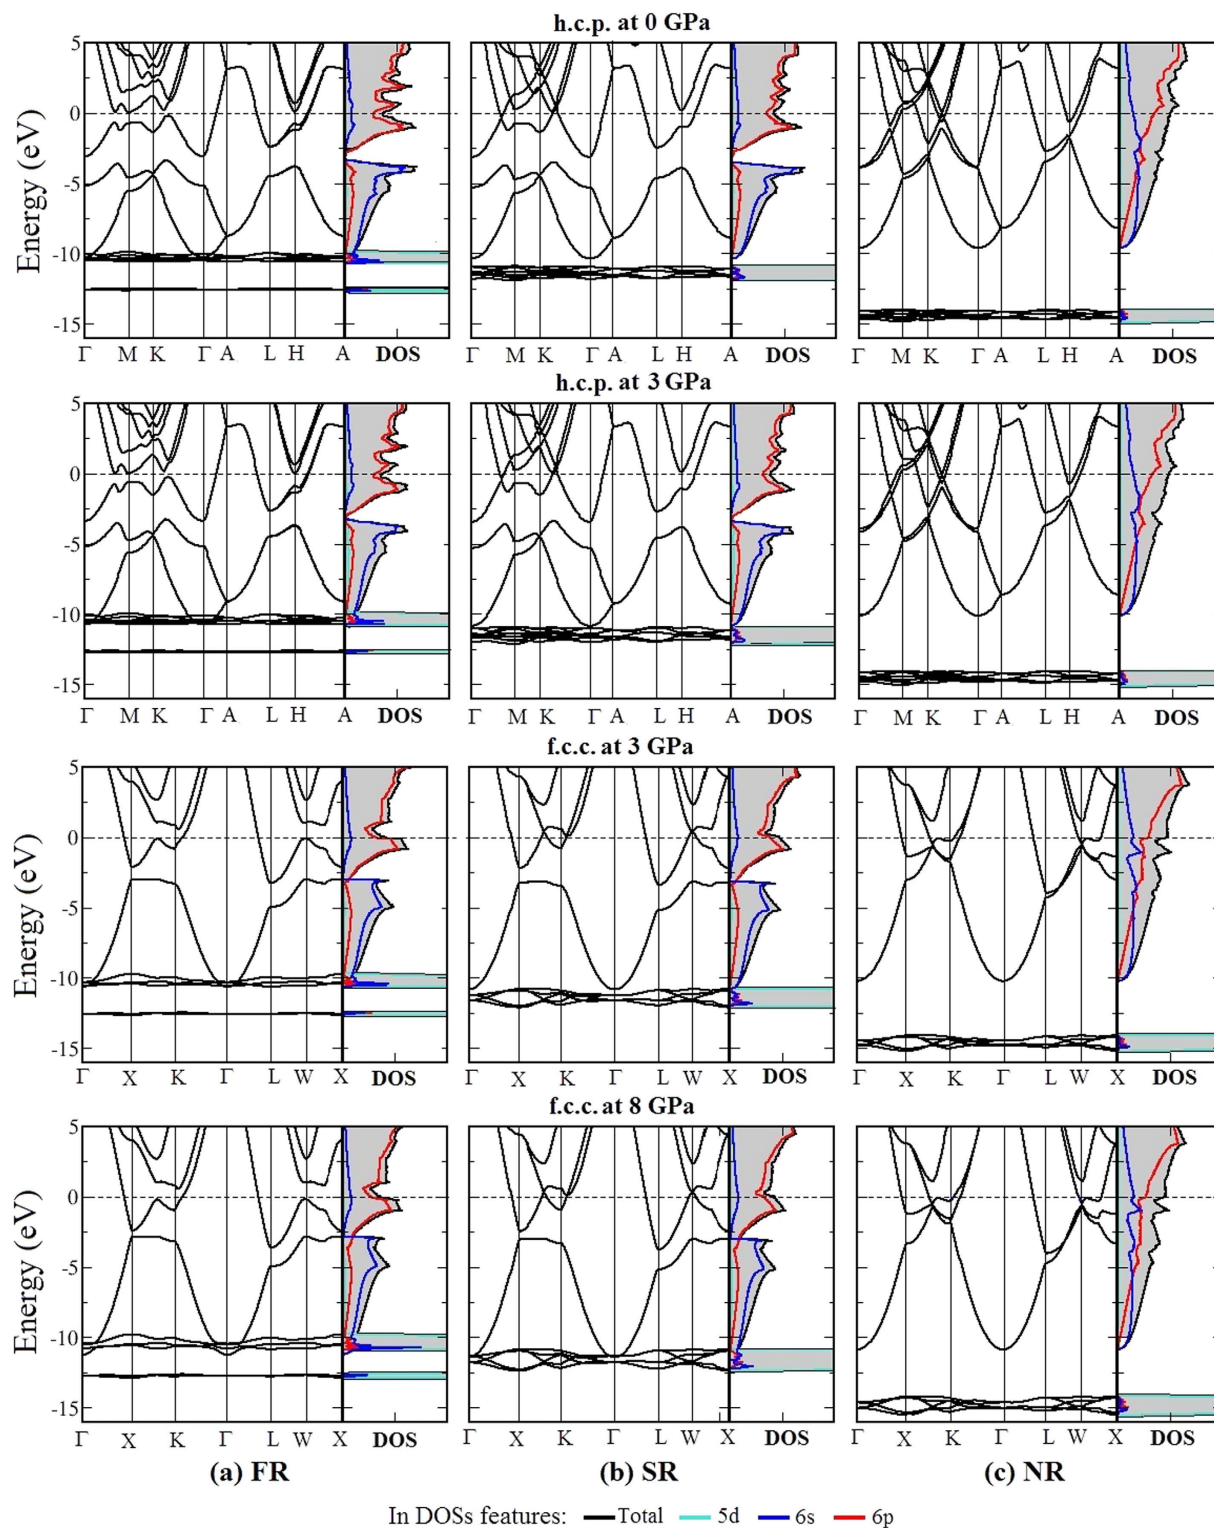 h.c.p. at 0 GPa
Energy (eV)
5
0
-5
-10
-15
Γ M K Γ A L H A DOS
Γ M K Γ A L H A DOS
Γ M K Γ A L H A DOS
h.c.p. at 3 GPa
5
0
-5
-10
-15
Γ M K Γ A L H A DOS
Γ M K Γ A L H A DOS
Γ M K Γ A L H A DOS
f.c.c. at 3 GPa
Energy (eV)
5
0
-5
-10
-15
Γ X K Γ L W X DOS
Γ X K Γ L W X DOS
Γ X K Γ L W X DOS
f.c.c. at 8 GPa
Energy (eV)
5
0
-5
-10
-15
Γ X K Γ L W X DOS
Γ X K Γ L W X DOS
Γ X K Γ L W X DOS
(a) FR
(b) SR
(c) NR
In DOSs features: Total 5d 6s 6p